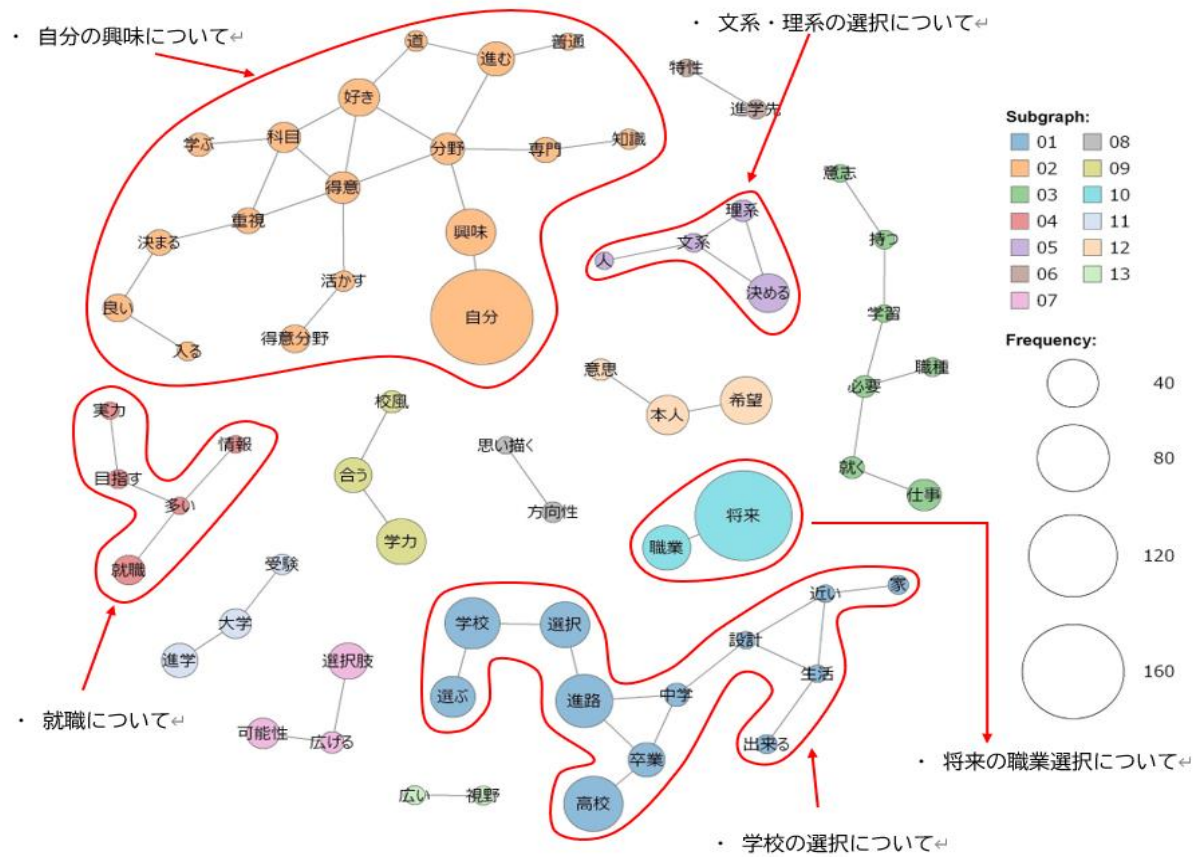 ・ 自分の興味について↵
・ 文系・理系の選択について↵
道
進む
普通
特性
進学先
好き
学ぶ
科目
分野
専門
知識
得意
重視
興味
決まる
活かす
自分
良い
得意分野
入る
理系
文系
人
決める
意志
持つ
学習
必要
職種
就く
仕事
Subgraph:
01
08
02
09
03
10
04
11
05
12
06
13
07
Frequency:
40
80
120
160
意思
本人
希望
実力
情報
目指す
多い
就職
校風
合う
学力
思い描く
方向性
将来
職業
受験
大学
進学
選択肢
可能性
広げる
学校
選択
選ぶ
進路
中学
設計
近い
家
生活
出来る
卒業
高校
広い
視野
・ 就職について↵
・ 将来の職業選択について↵
・ 学校の選択について↵